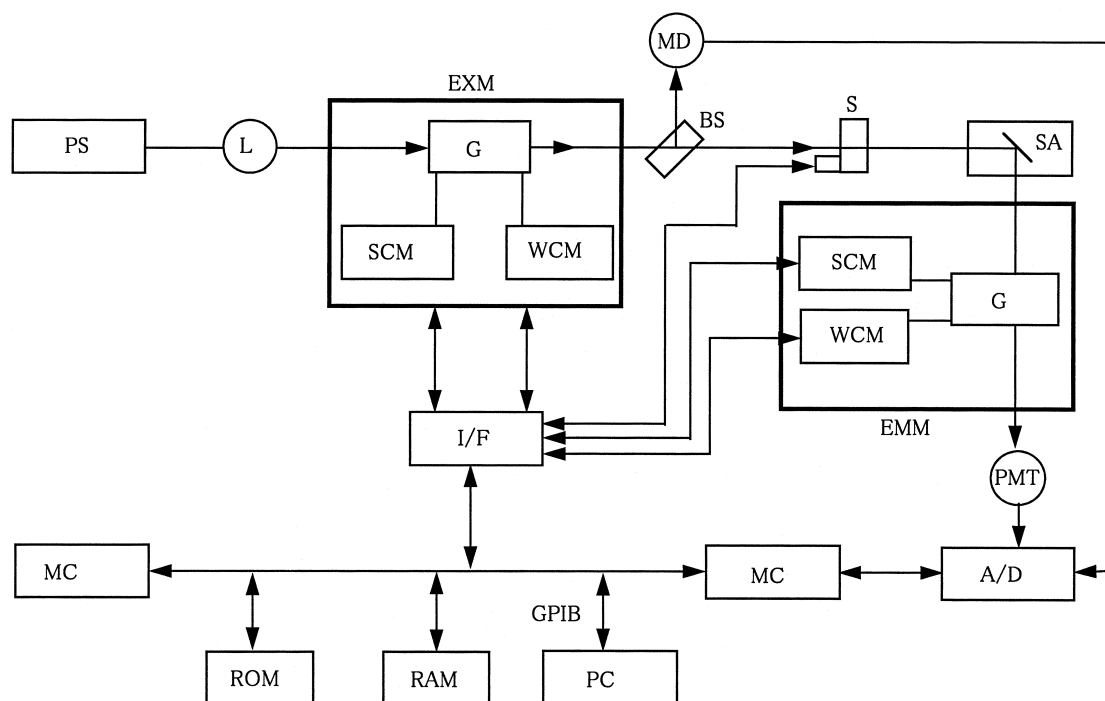 MD
EXM
BS
S
PS
L
G
SA
SCM
WCM
SCM
G
WCM
I/F
EMM
PMT
MC
MC
A/D
GPIB
ROM
RAM
PC